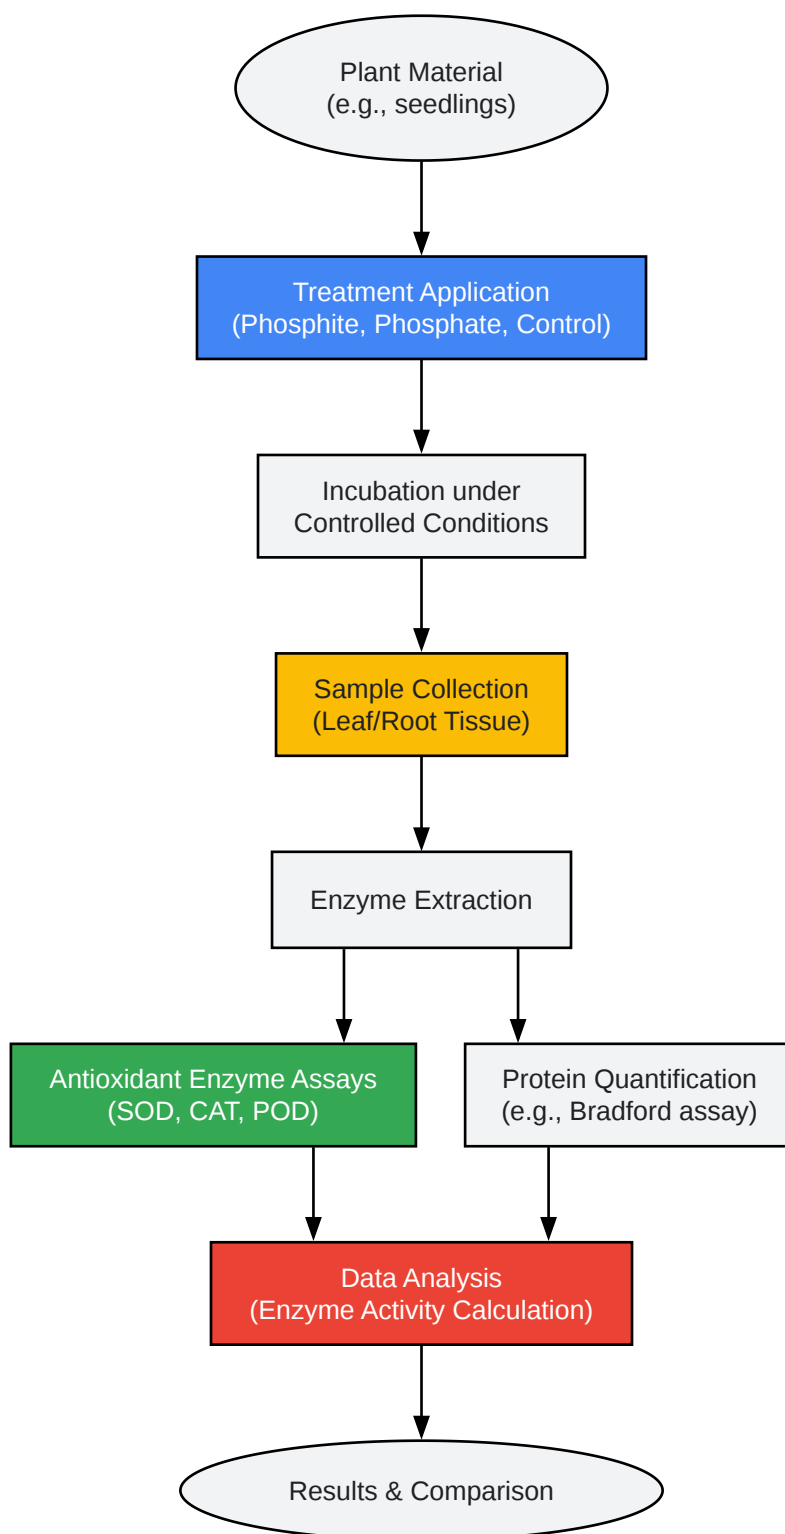 Plant Material
(e.g., seedlings)
Treatment Application
(Phosphite, Phosphate, Control)
Incubation under
Controlled Conditions
Sample Collection
(Leaf/Root Tissue)
Enzyme Extraction
Antioxidant Enzyme Assays
(SOD, CAT, POD)
Protein Quantification
(e.g., Bradford assay)
Data Analysis
(Enzyme Activity Calculation)
Results & Comparison